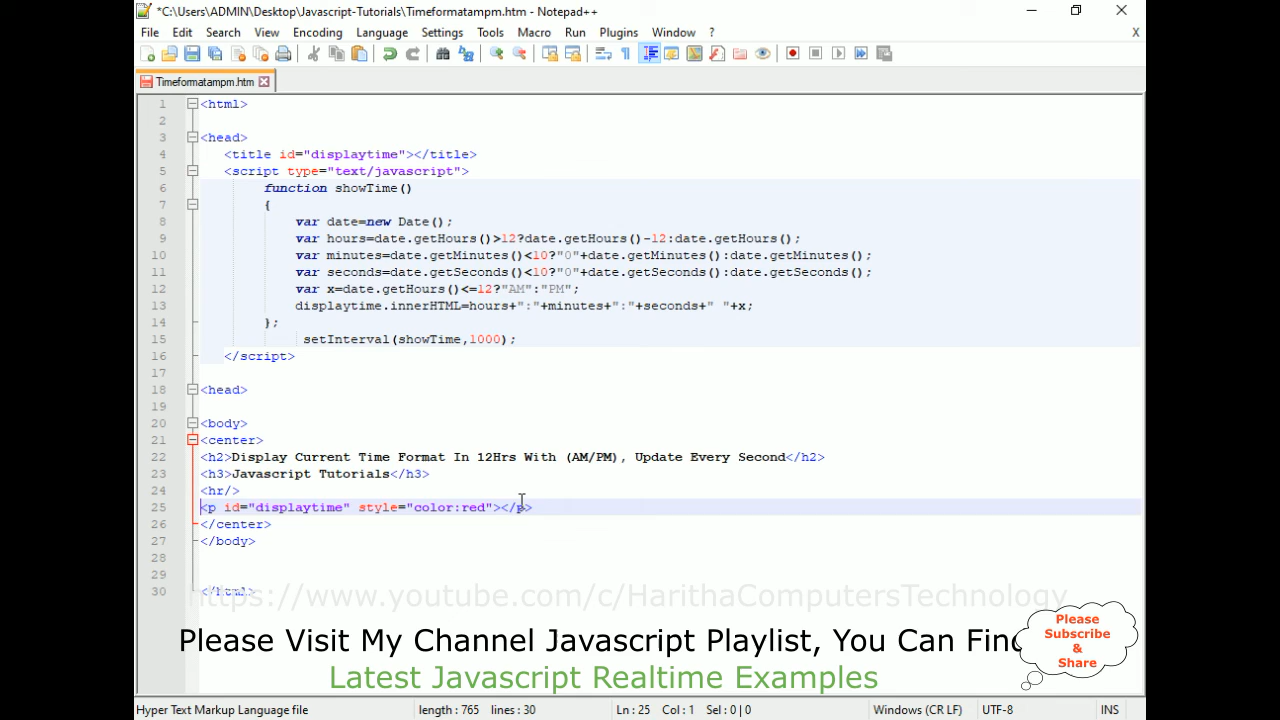 *C:\Users\ADMIN\Desktop\Javascript-Tutorials\Timeformatampm.htm - Notepad++
File Edit Search View Encoding Language Settings Tools Macro Run Plugins Window ? X
Timeformatampm.htm
1 <html>
2
3 <head>
4 <title id="displaytime"></title>
5 <script type="text/javascript">
6 function showTime()
7 {
8 var date=new Date();
9 var hours=date.getHours()>12?date.getHours()-12:date.getHours();
10 var minutes=date.getMinutes()<10?"0"+date.getMinutes():date.getMinutes();
11 var seconds=date.getSeconds()<10?"0"+date.getSeconds():date.getSeconds();
12 var x=date.getHours()<=12?"AM":"PM";
13 displaytime.innerHTML=hours+":"+minutes+":"+seconds+" "+x;
14 };
15 setInterval(showTime,1000);
16 </script>
17
18 <head>
19
20 <body>
21 <center>
22 <h2>Display Current Time Format In 12Hrs With (AM/PM), Update Every Second</h2>
23 <h3>Javascript Tutorials</h3>
24 <hr/>
25 <p id="displaytime" style="color:red"></p>
26 </center>
27 </body>
28
29
30 </html>
https://www.youtube.com/c/HarithaComputersTechnology
Please Visit My Channel Javascript Playlist, You Can Find
Latest Javascript Realtime Examples
Please
Subscribe
&
Share
Hyper Text Markup Language file length : 765 lines : 30 Ln : 25 Col : 1 Sel : 0 | 0 Windows (CR LF) UTF-8 INS